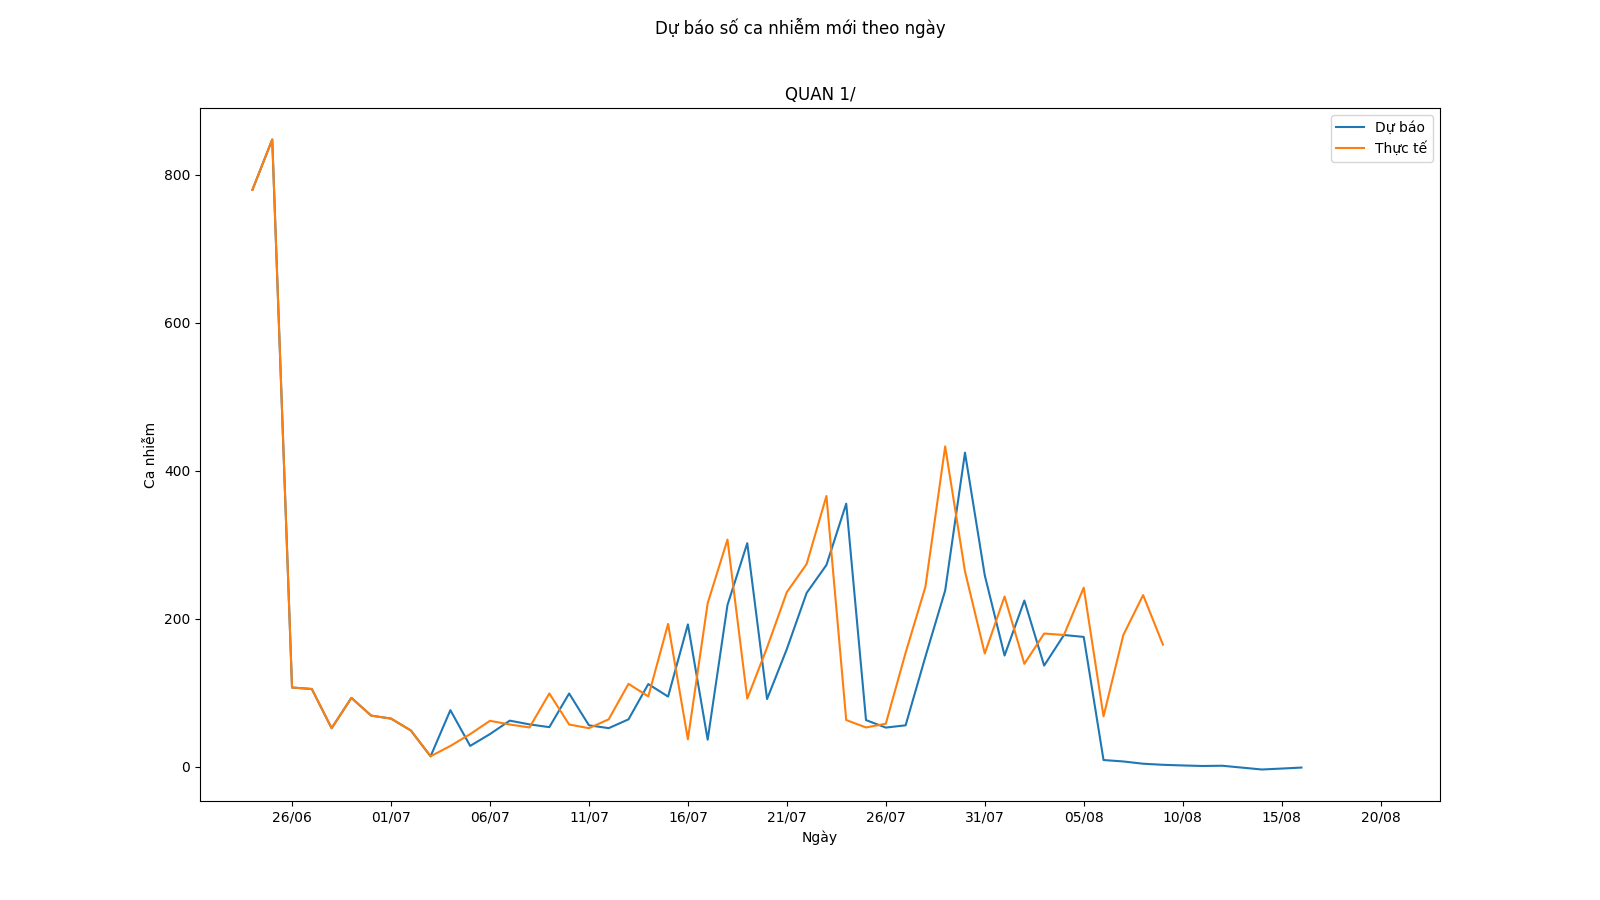 Dự báo số ca nhiễm mới theo ngày
QUAN 1/
Dự báo
Thực tế
800
600
400
200
0
Ca nhiễm
26/06 01/07 06/07 11/07 16/07 21/07 26/07 31/07 05/08 10/08 15/08 20/08
Ngày